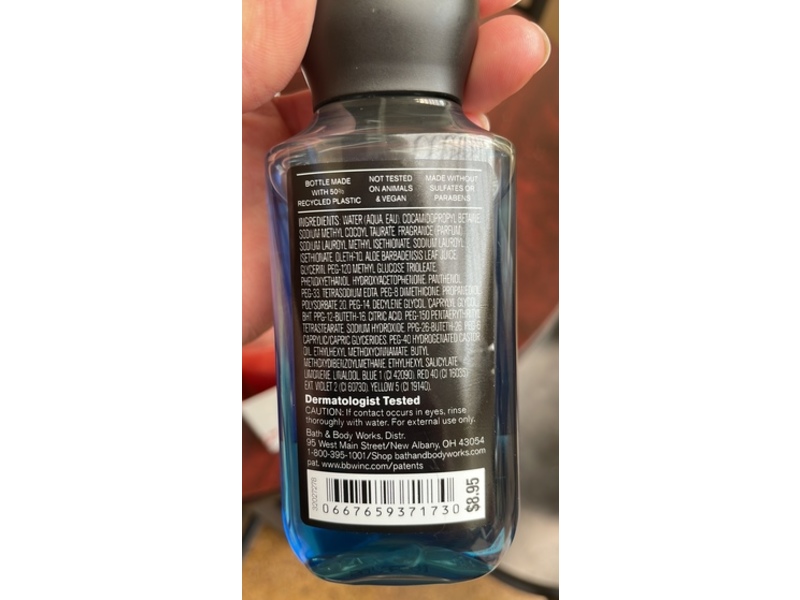 BOTTLE MADE
WITH 50%
RECYCLED PLASTIC
NOT TESTED
ON ANIMALS
& VEGAN
MADE WITHOUT
SULFATES OR
PARABENS
INGREDIENTS: WATER (AQUA, EAU), COCAMIDOPROPYL BETAINE,
SODIUM METHYL COCOYL TAURATE, FRAGRANCE (PARFUM),
SODIUM LAUROYL METHYL ISETHIONATE, SODIUM LAUROYL
ISETHIONATE, OLETH-10, ALOE BARBADENSIS LEAF JUICE,
GLYCERIN, PEG-120 METHYL GLUCOSE TRIOLEATE,
PHENOXYETHANOL, HYDROXYACETOPHENONE, PANTHENOL,
PEG-33, TETRASODIUM EDTA, PEG-8 DIMETHICONE, PROPANEDIOL,
POLYSORBATE 20, PEG-14, DECYLENE GLYCOL, CAPRYLYL GLYCOL,
BHT, PPG-12-BUTETH-16, CITRIC ACID, PEG-150 PENTAERYTHRITYL
TETRASTEARATE, SODIUM HYDROXIDE, PPG-26-BUTETH-26, PEG-6
CAPRYLIC/CAPRIC GLYCERIDES, PEG-40 HYDROGENATED CASTOR
OIL, ETHYLHEXYL METHOXYCINNAMATE, BUTYL
METHOXYDIBENZOYLMETHANE, ETHYLHEXYL SALICYLATE,
LIMONENE, LINALOOL, BLUE 1 (CI 42090), RED 40 (CI 16035),
EXT. VIOLET 2 (CI 60730), YELLOW 5 (CI 19140).
Dermatologist Tested
CAUTION: If contact occurs in eyes, rinse
thoroughly with water. For external use only.
Bath & Body Works, Distr.
95 West Main Street/New Albany, OH 43054
1-800-395-1001/Shop bathandbodyworks.com
pat. www.bbwinc.com/patents
0667659371730
$8.95